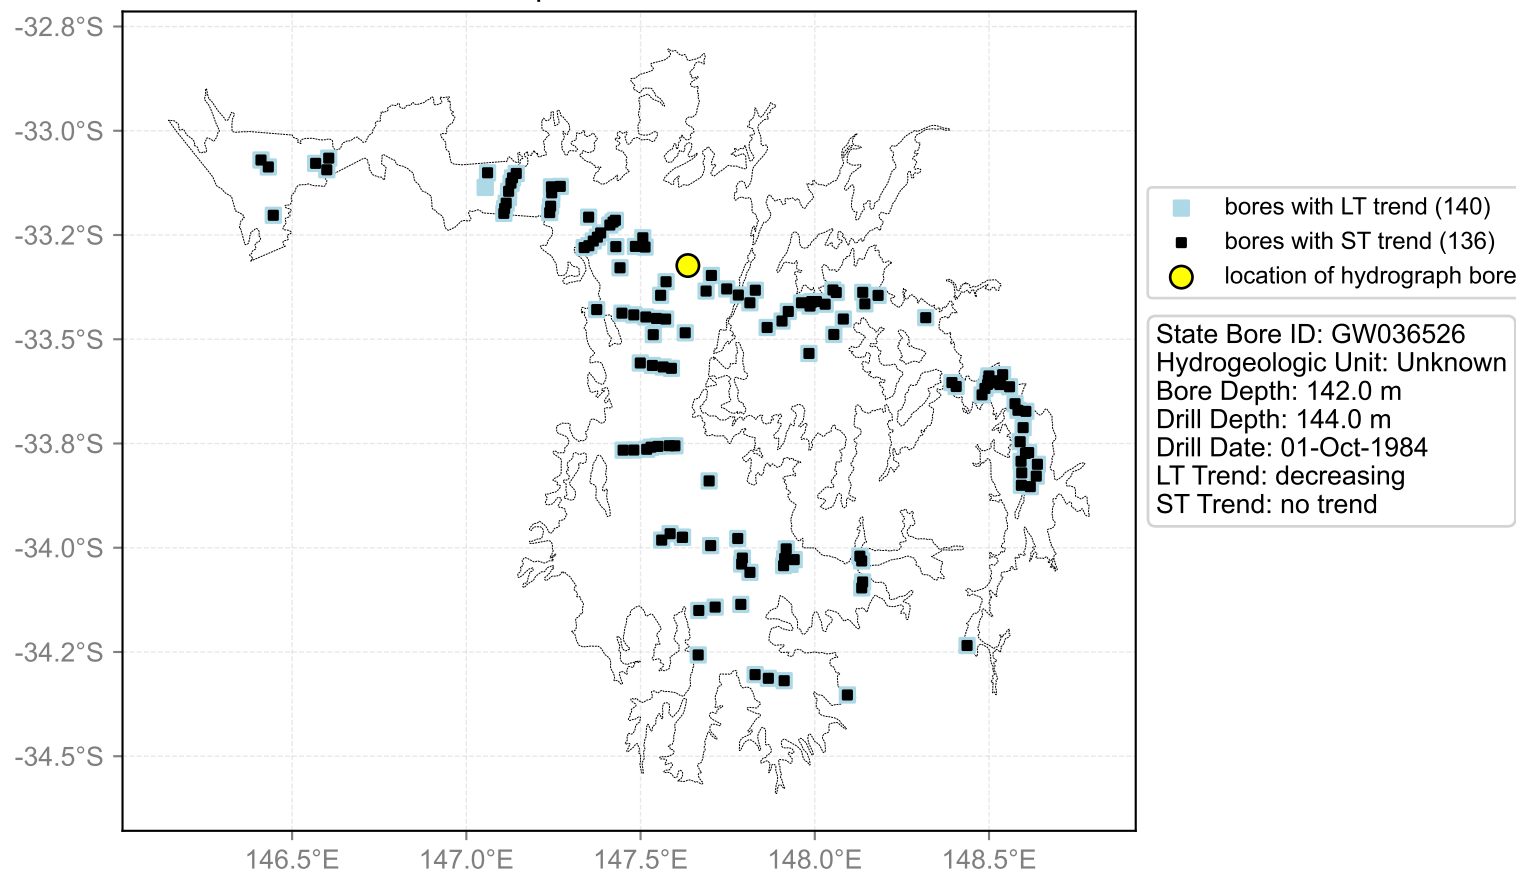 -32.8°S
-33.0°S
-33.2°S
-33.5°S
-33.8°S
-34.0°S
-34.2°S
-34.5°S
146.5°E
147.0°E
147.5°E
148.0°E
148.5°E
bores with LT trend (140)
bores with ST trend (136)
location of hydrograph bore
State Bore ID: GW036526
Hydrogeologic Unit: Unknown
Bore Depth: 142.0 m
Drill Depth: 144.0 m
Drill Date: 01-Oct-1984
LT Trend: decreasing
ST Trend: no trend